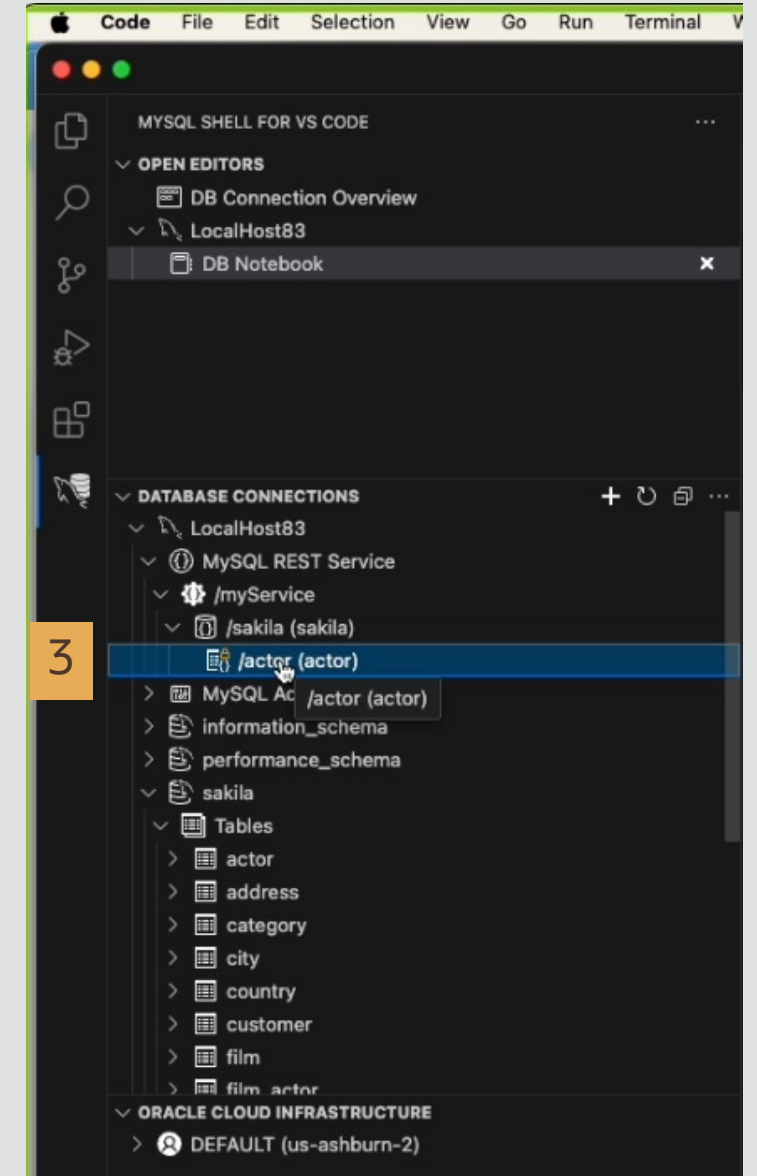 Code File Edit Selection View Go Run Terminal
MYSQL SHELL FOR VS CODE ...
OPEN EDITORS
DB Connection Overview
LocalHost83
DB Notebook
DATABASE CONNECTIONS
LocalHost83
MySQL REST Service
/myService
/sakila (sakila)
3
/actor (actor)
MySQL
/actor (actor)
information_schema
performance_schema
sakila
Tables
actor
address
category
city
country
customer
film
film_actor
ORACLE CLOUD INFRASTRUCTURE
DEFAULT (us-ashburn-2)